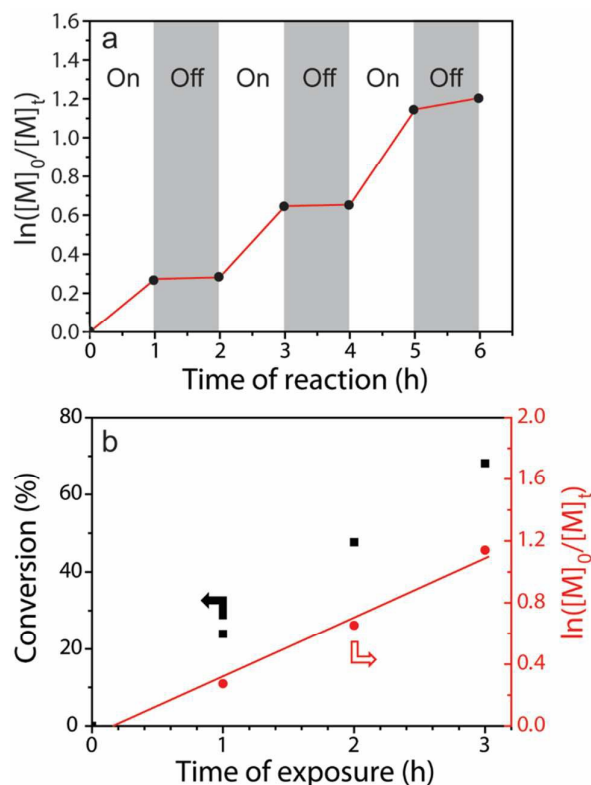 a
On Off On Off On Off
ln([M]0/[M]t)
1.6
1.4
1.2
1.0
0.8
0.6
0.4
0.2
0.0
0 1 2 3 4 5 6
Time of reaction (h)
b
Conversion (%)
80
60
40
20
0
2.0
1.6
1.2
0.8
0.4
0.0
ln([M]0/[M]t)
0 1 2 3
Time of exposure (h)